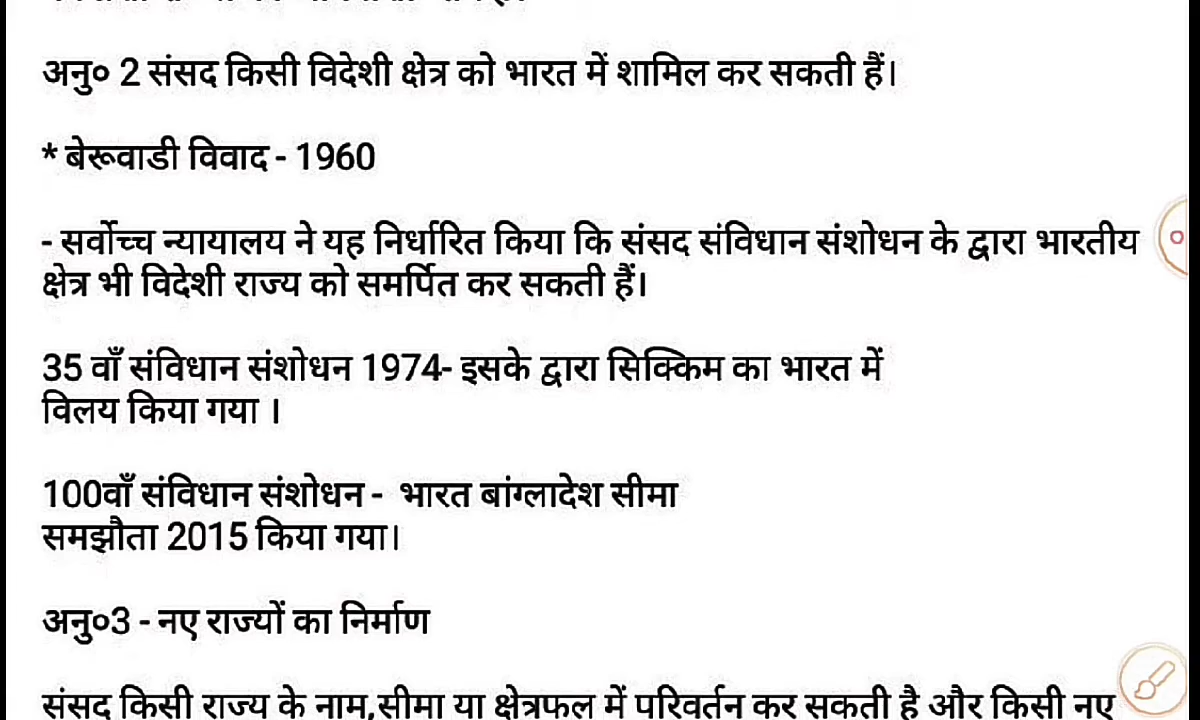 अनु० 2 संसद किसी विदेशी क्षेत्र को भारत में शामिल कर सकती हैं।
* बेरूवाडी विवाद - 1960
- सर्वोच्च न्यायालय ने यह निर्धारित किया कि संसद संविधान संशोधन के द्वारा भारतीय
क्षेत्र भी विदेशी राज्य को समर्पित कर सकती हैं।
35 वाँ संविधान संशोधन 1974- इसके द्वारा सिक्किम का भारत में
विलय किया गया ।
100वाँ संविधान संशोधन - भारत बांग्लादेश सीमा
समझौता 2015 किया गया।
अनु०3 - नए राज्यों का निर्माण
संसद किसी राज्य के नाम,सीमा या क्षेत्रफल में परिवर्तन कर सकती है और किसी नए